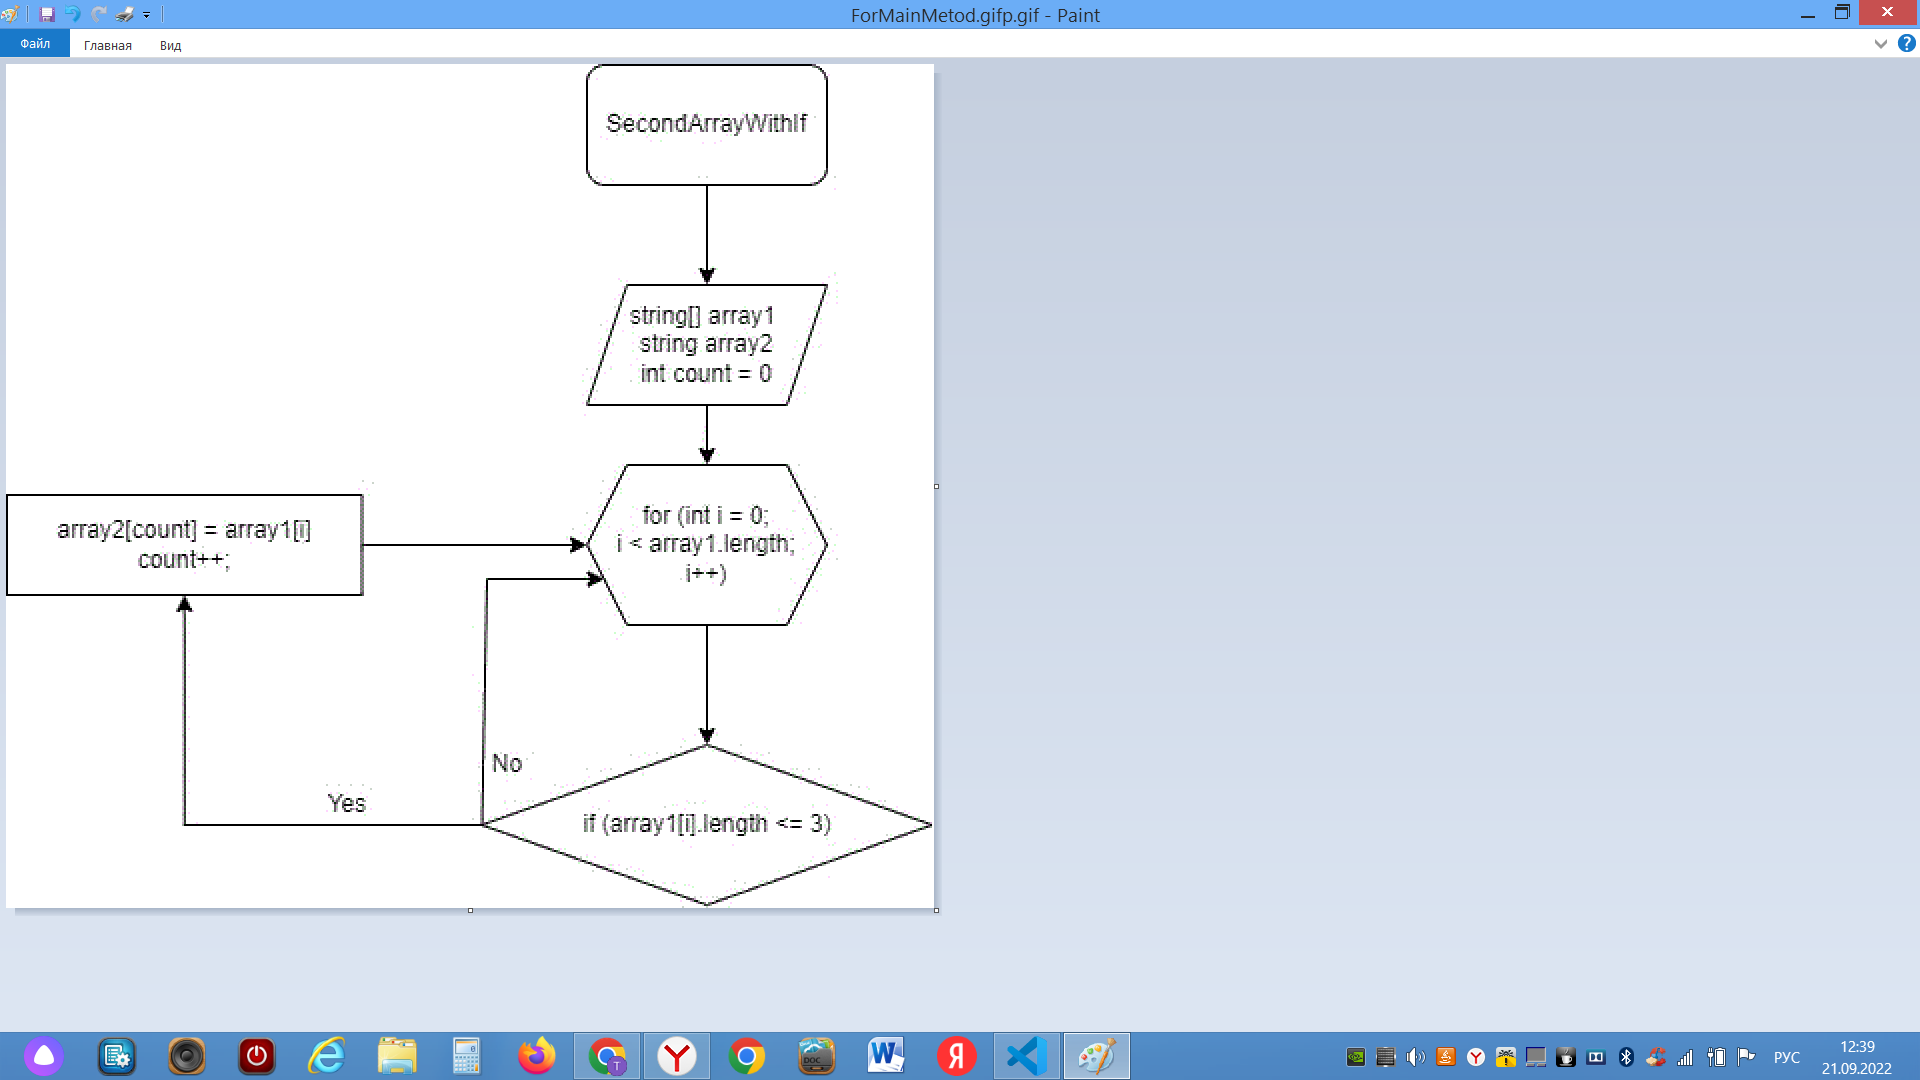 ForMainMetod.gifp.gif - Paint
Файл
Главная
Вид
SecondArrayWithIf
string[] array1
string array2
int count = 0
array2[count] = array1[i]
count++;
for (int i = 0;
i < array1.length;
i++)
No
Yes
if (array1[i].length <= 3)
DOC
РУС
12:39
21.09.2022